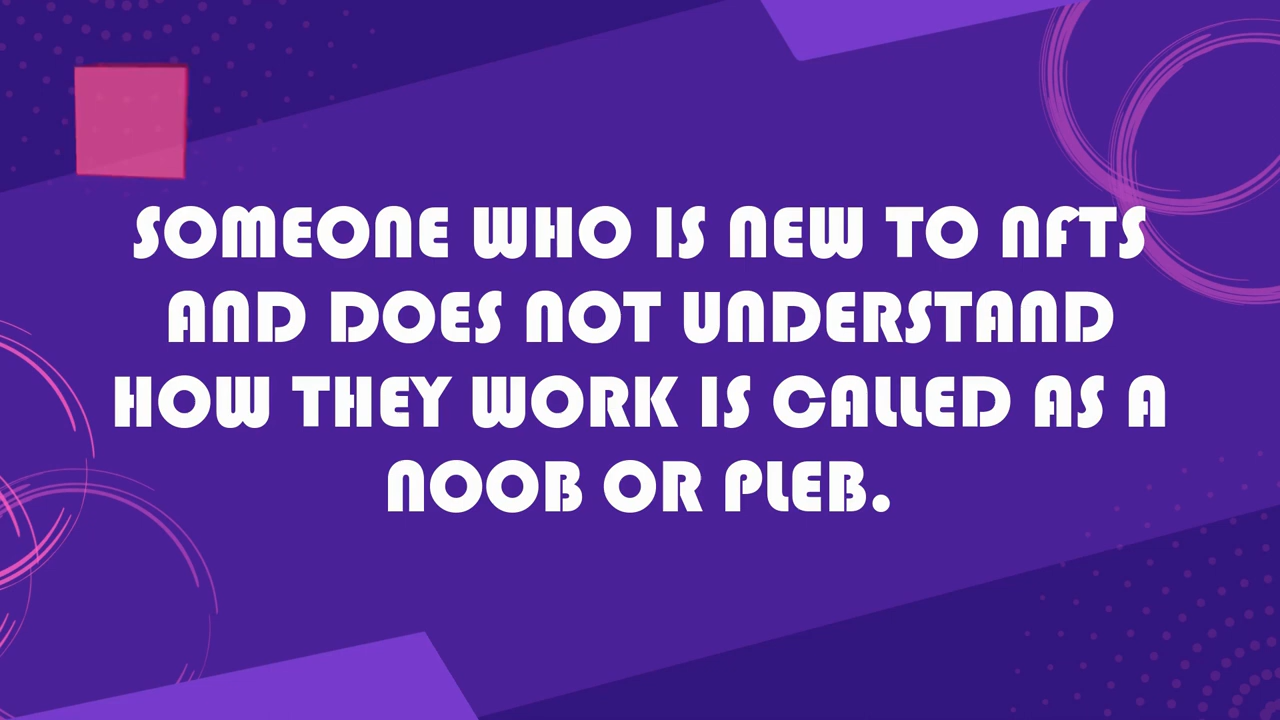 SOMEONE WHO IS NEW TO NFTS
AND DOES NOT UNDERSTAND
HOW THEY WORK IS CALLED AS A
NOOB OR PLEB.